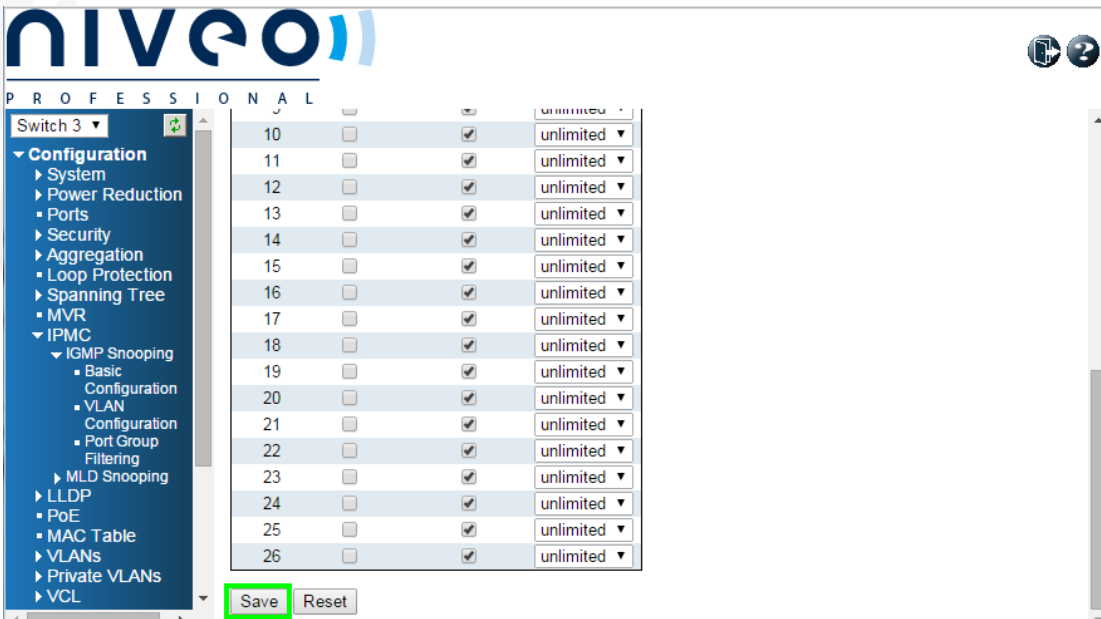 niveo
PROFESSIONAL
Switch 3
Configuration
System
Power Reduction
Ports
Security
Aggregation
Loop Protection
Spanning Tree
MVR
IPMC
IGMP Snooping
Basic
Configuration
VLAN
Configuration
Port Group
Filtering
MLD Snooping
LLDP
PoE
MAC Table
VLANs
Private VLANs
VCL
10 unlimited
11 unlimited
12 unlimited
13 unlimited
14 unlimited
15 unlimited
16 unlimited
17 unlimited
18 unlimited
19 unlimited
20 unlimited
21 unlimited
22 unlimited
23 unlimited
24 unlimited
25 unlimited
26 unlimited
Save Reset